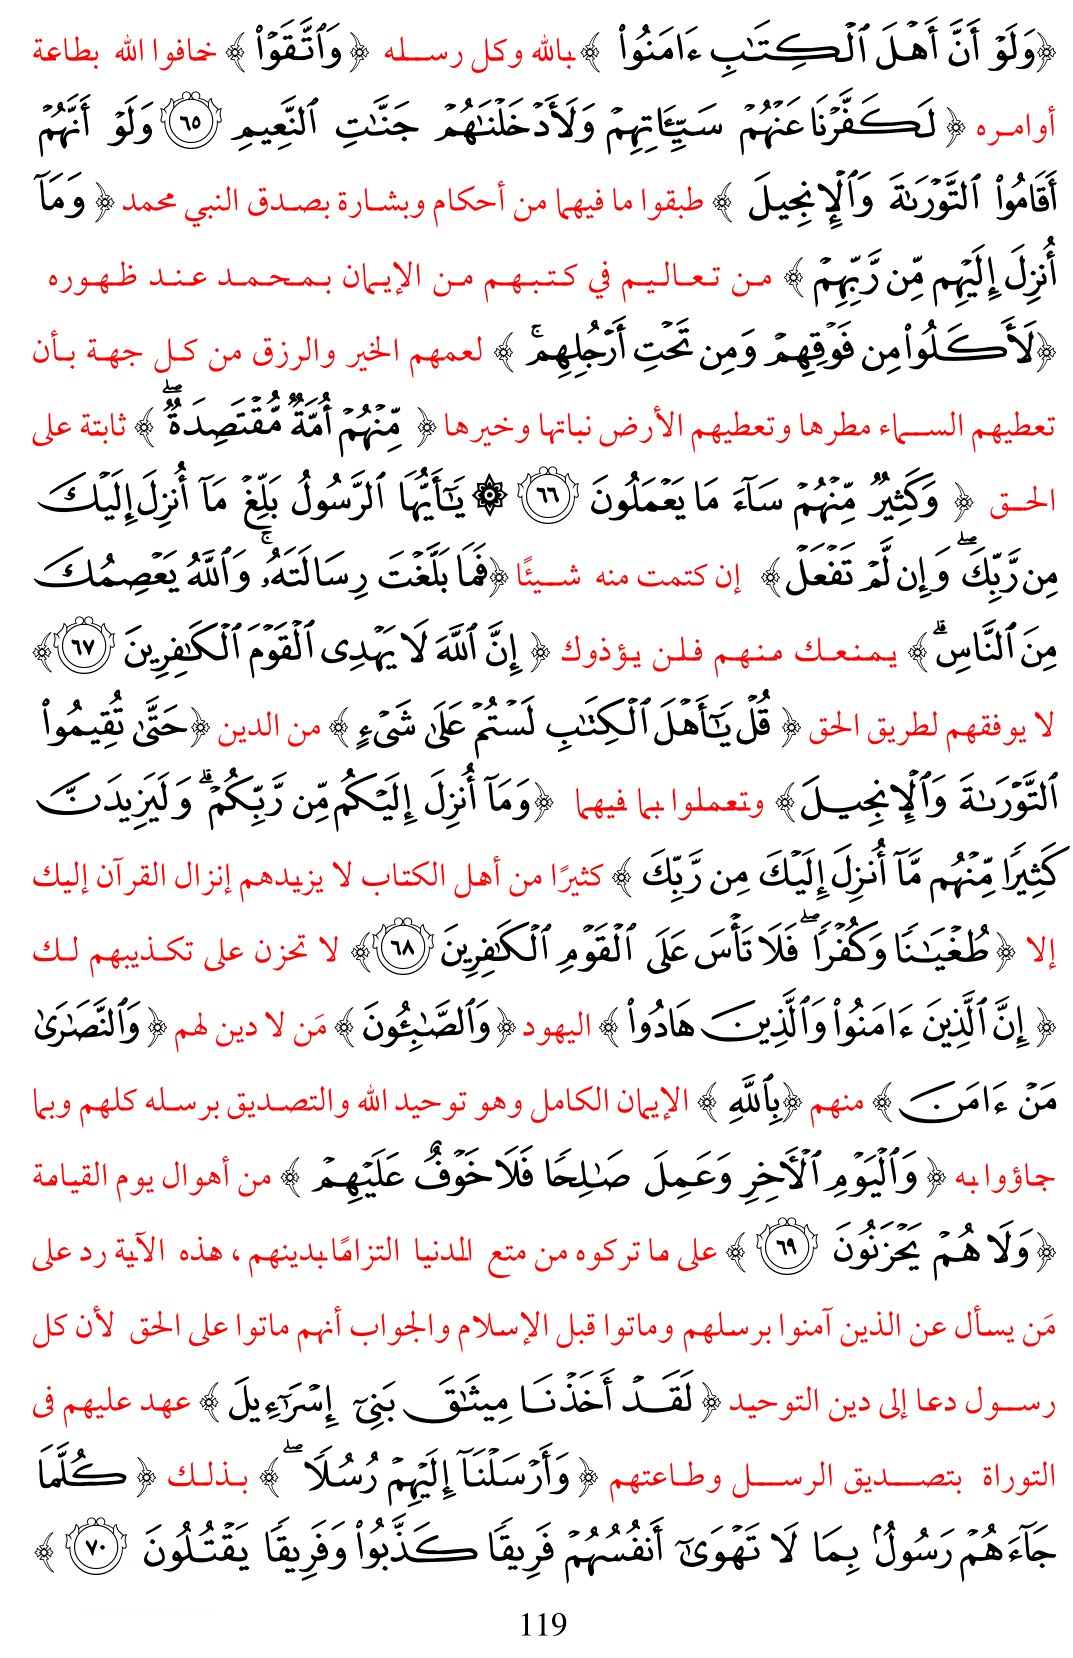 ﴿وَلَوۡ أَنَّ أَهۡلَ ٱلۡكِتَٰبِ ءَامَنُواْ ﴾بالله وكل رسله ﴿ وَٱتَّقَوۡاْ ﴾ خافوا الله بطاعة
أوامره ﴿ لَكَفَّرۡنَا عَنۡهُمۡ سَيِّـَٔاتِهِمۡ وَلَأَدۡخَلۡنَٰهُمۡ جَنَّٰتِ ٱلنَّعِيمِ ٦٥ وَلَوۡ أَنَّهُمۡ
أَقَامُواْ ٱلتَّوۡرَىٰةَ وَٱلۡإِنجِيلَ ﴾ طبقوا ما فيهما من أحكام وبشارة بصدق النبي محمد ﴿ وَمَآ
أُنزِلَ إِلَيۡهِم مِّن رَّبِّهِمۡ ﴾ من تعاليم في كتبهم من الإيمان بمحمد عند ظهوره
﴿لَأَكَلُواْ مِن فَوۡقِهِمۡ وَمِن تَحۡتِ أَرۡجُلِهِمۚ ﴾ لعمهم الخير والرزق من كل جهة بأن
تعطيهم السماء مطرها وتعطيهم الأرض نباتها وخيرها ﴿ مِّنۡهُمۡ أُمَّةٞ مُّقۡتَصِدَةٞۖ ﴾ ثابتة على
الحق ﴿ وَكَثِيرٞ مِّنۡهُمۡ سَآءَ مَا يَعۡمَلُونَ ٦٦ ۞ يَٰٓأَيُّهَا ٱلرَّسُولُ بَلِّغۡ مَآ أُنزِلَ إِلَيۡكَ
مِن رَّبِّكَۖ وَإِن لَّمۡ تَفۡعَلۡ﴾ إن كتمت منه شيئًا ﴿فَمَا بَلَّغۡتَ رِسَالَتَهُۥۚ وَٱللَّهُ يَعۡصِمُكَ
مِنَ ٱلنَّاسِۗ﴾ يمنعك منهم فلن يؤذوك ﴿ إِنَّ ٱللَّهَ لَا يَهۡدِي ٱلۡقَوۡمَ ٱلۡكَٰفِرِينَ ٦٧﴾
لا يوفقهم لطريق الحق ﴿ قُلۡ يَٰٓأَهۡلَ ٱلۡكِتَٰبِ لَسۡتُمۡ عَلَىٰ شَيۡءٍ ﴾ من الدين ﴿حَتَّىٰ تُقِيمُواْ
ٱلتَّوۡرَىٰةَ وَٱلۡإِنجِيلَ﴾ وتعملوا بما فيهما ﴿وَمَآ أُنزِلَ إِلَيۡكُم مِّن رَّبِّكُمۡۗ وَلَيَزِيدَنَّ
كَثِيرٗا مِّنۡهُم مَّآ أُنزِلَ إِلَيۡكَ مِن رَّبِّكَ ﴾ كثيرًا من أهل الكتاب لا يزيدهم إنزال القرآن إليك
إلا ﴿ طُغۡيَٰنٗا وَكُفۡرٗاۖ فَلَا تَأۡسَ عَلَى ٱلۡقَوۡمِ ٱلۡكَٰفِرِينَ ٦٨﴾ لا تحزن على تكذيبهم لك
﴿ إِنَّ ٱلَّذِينَ ءَامَنُواْ وَٱلَّذِينَ هَادُواْ ﴾ اليهود ﴿ وَٱلصَّٰبِـُٔونَ ﴾ مَن لا دين لهم ﴿ وَٱلنَّصَٰرَىٰ
مَنۡ ءَامَنَ ﴾ منهم ﴿بِٱللَّهِ ﴾ الإيمان الكامل وهو توحيد الله والتصديق برسله كلهم وبما
جاؤوا به ﴿ وَٱلۡيَوۡمِ ٱلۡأٓخِرِ وَعَمِلَ صَٰلِحٗا فَلَا خَوۡفٌ عَلَيۡهِمۡ ﴾ من أهوال يوم القيامة
﴿ وَلَا هُمۡ يَحۡزَنُونَ ٦٩ ﴾ على ما تركوه من متع الدنيا التزامًا بدينهم ، هذه الآية رد على
مَن يسأل عن الذين آمنوا برسلهم وماتوا قبل الإسلام والجواب أنهم ماتوا على الحق لأن كل
رسول دعا إلى دين التوحيد ﴿ لَقَدۡ أَخَذۡنَا مِيثَٰقَ بَنِيٓ إِسۡرَٰٓءِيلَ ﴾ عهد عليهم فى
التوراة بتصديق الرسل وطاعتهم ﴿ وَأَرۡسَلۡنَآ إِلَيۡهِمۡ رُسُلٗاۖ ﴾ بذلك ﴿ كُلَّمَا
جَآءَهُمۡ رَسُولُۢ بِمَا لَا تَهۡوَىٰٓ أَنفُسُهُمۡ فَرِيقٗا كَذَّبُواْ وَفَرِيقٗا يَقۡتُلُونَ ٧٠ ﴾
119